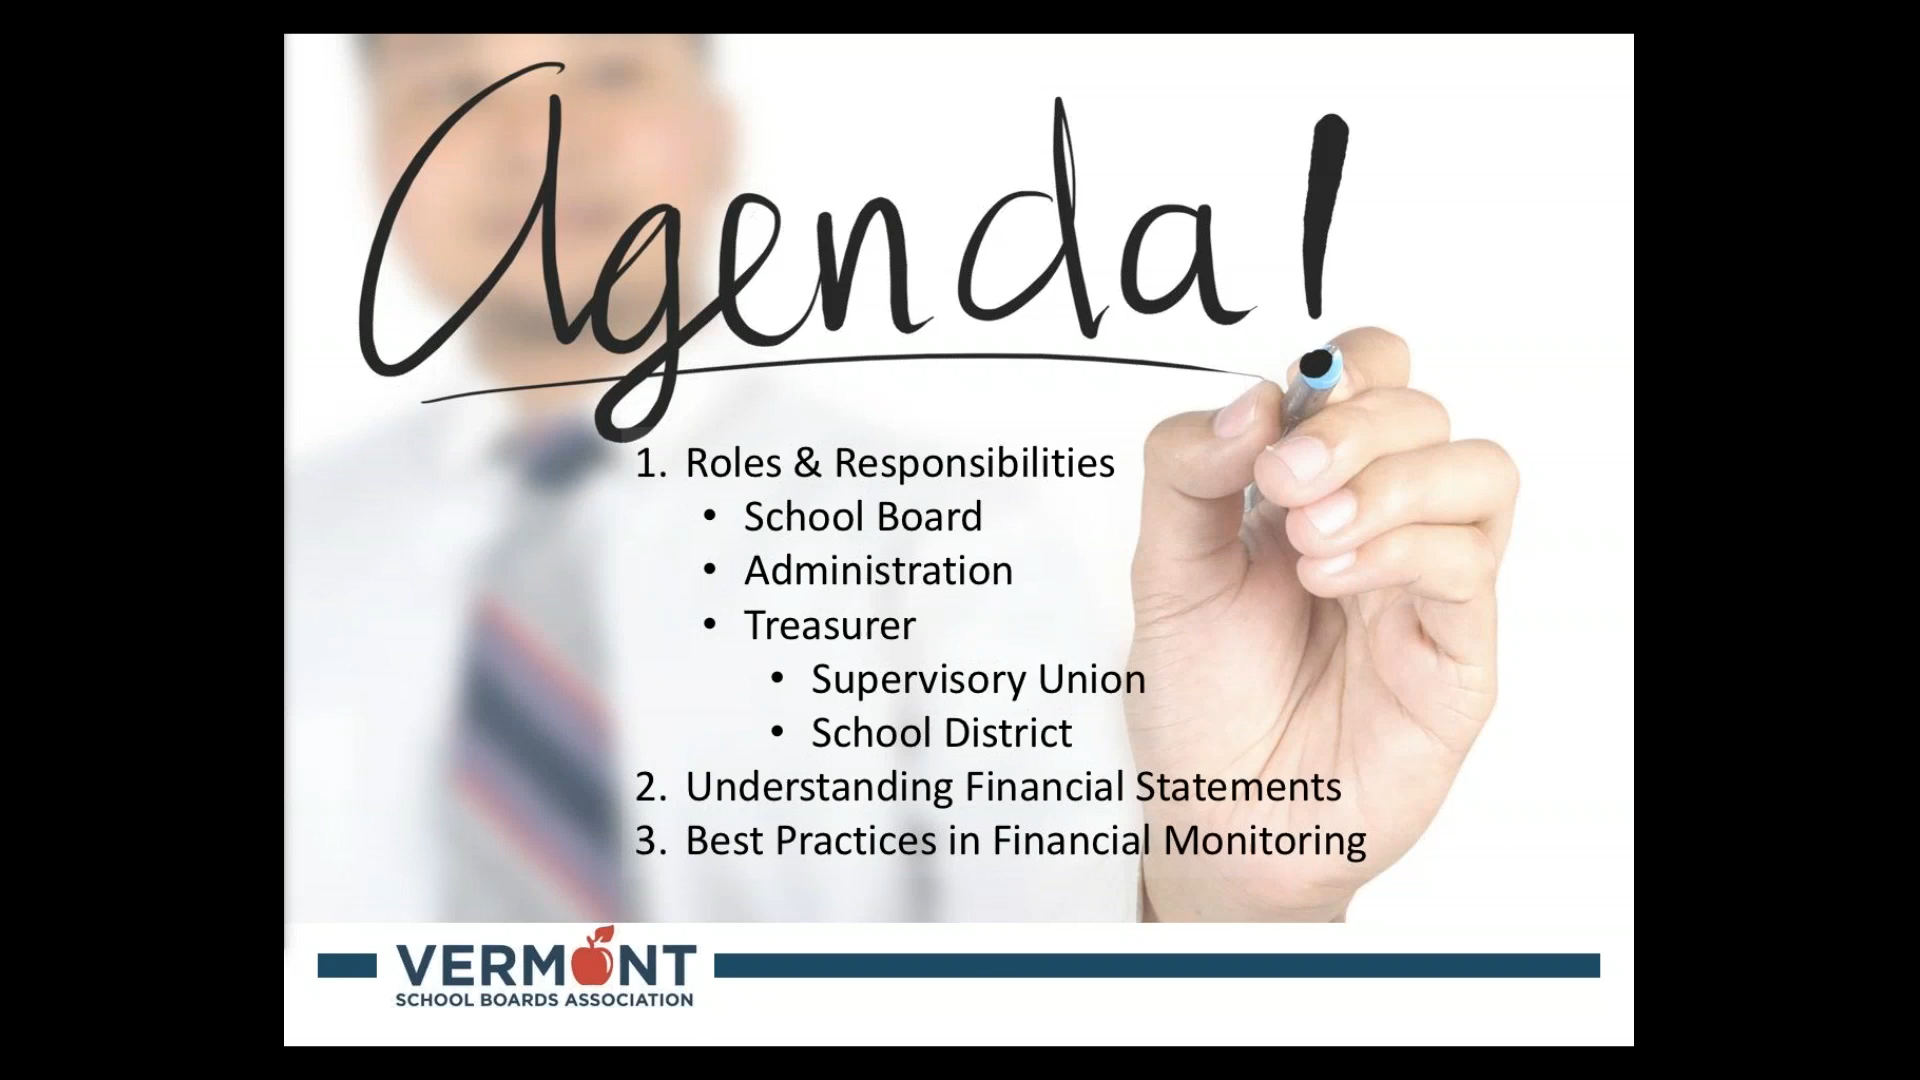 Agenda!
1. Roles & Responsibilities
• School Board
• Administration
• Treasurer
• Supervisory Union
• School District
2. Understanding Financial Statements
3. Best Practices in Financial Monitoring
VERMONT
SCHOOL BOARDS ASSOCIATION